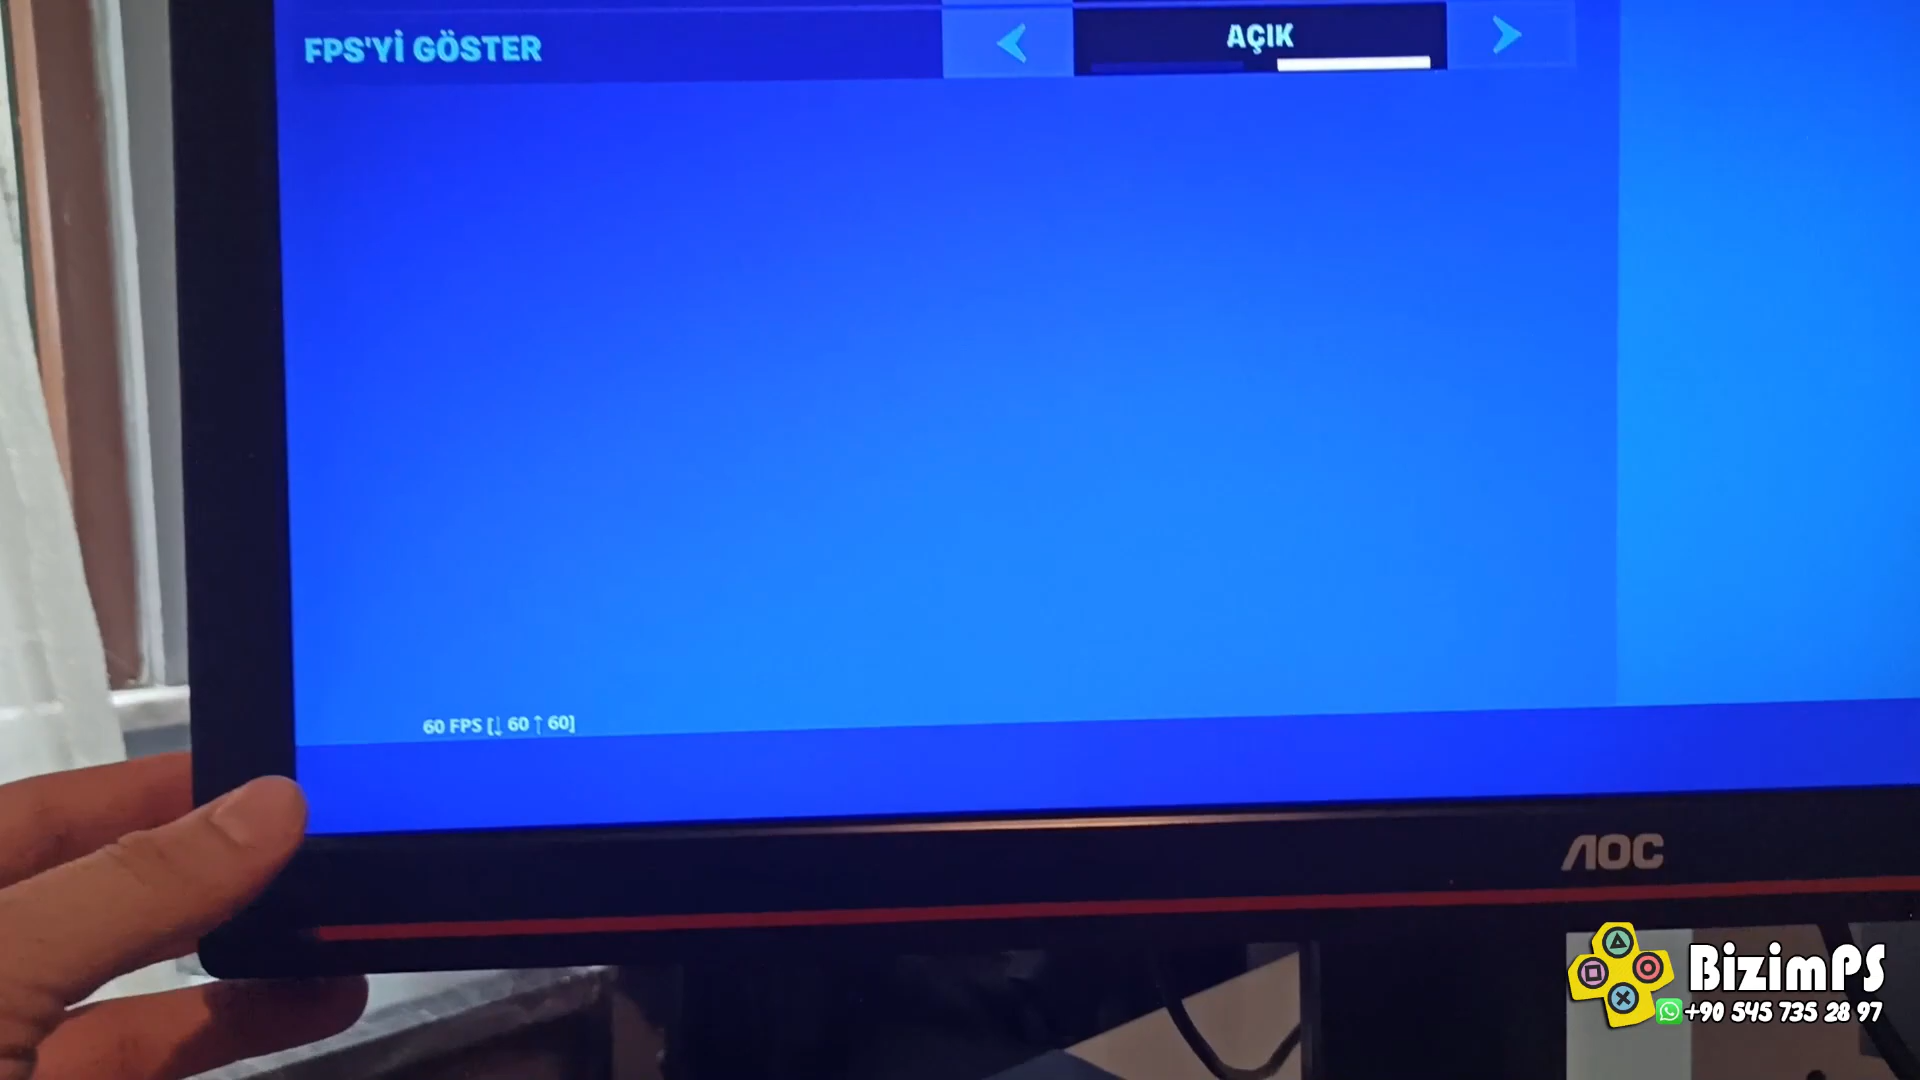 FPS'Yİ GÖSTER
AÇIK
60 FPS [↓ 60 ↑ 60]
AOC
BizimPS
+90 545 735 28 97